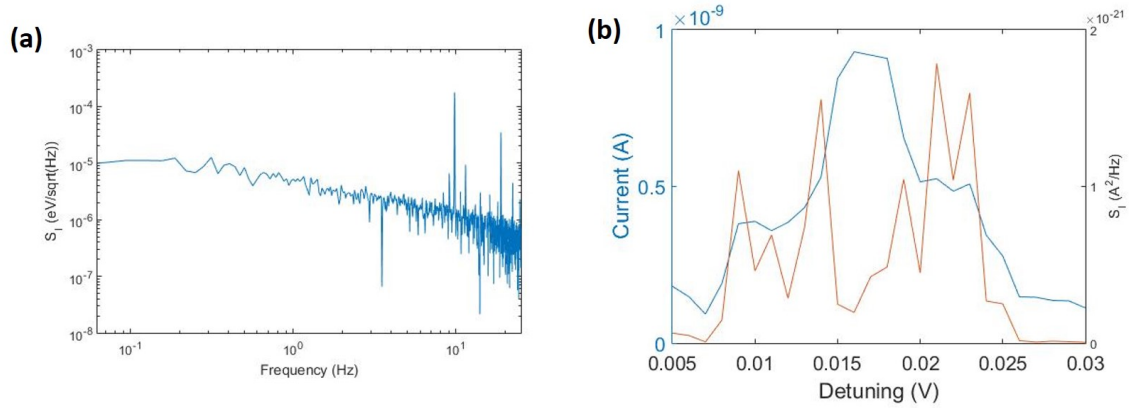 (a)
10^-3
10^-4
10^-5
10^-6
10^-7
10^-8
S_I (eV/sqrt(Hz))
10^-1 10^0 10^1
Frequency (Hz)
(b)
1 ×10^-9
0.5
0
Current (A)
×10^-21
2
1
0
S_I (A^2/Hz)
0.005 0.01 0.015 0.02 0.025 0.03
Detuning (V)